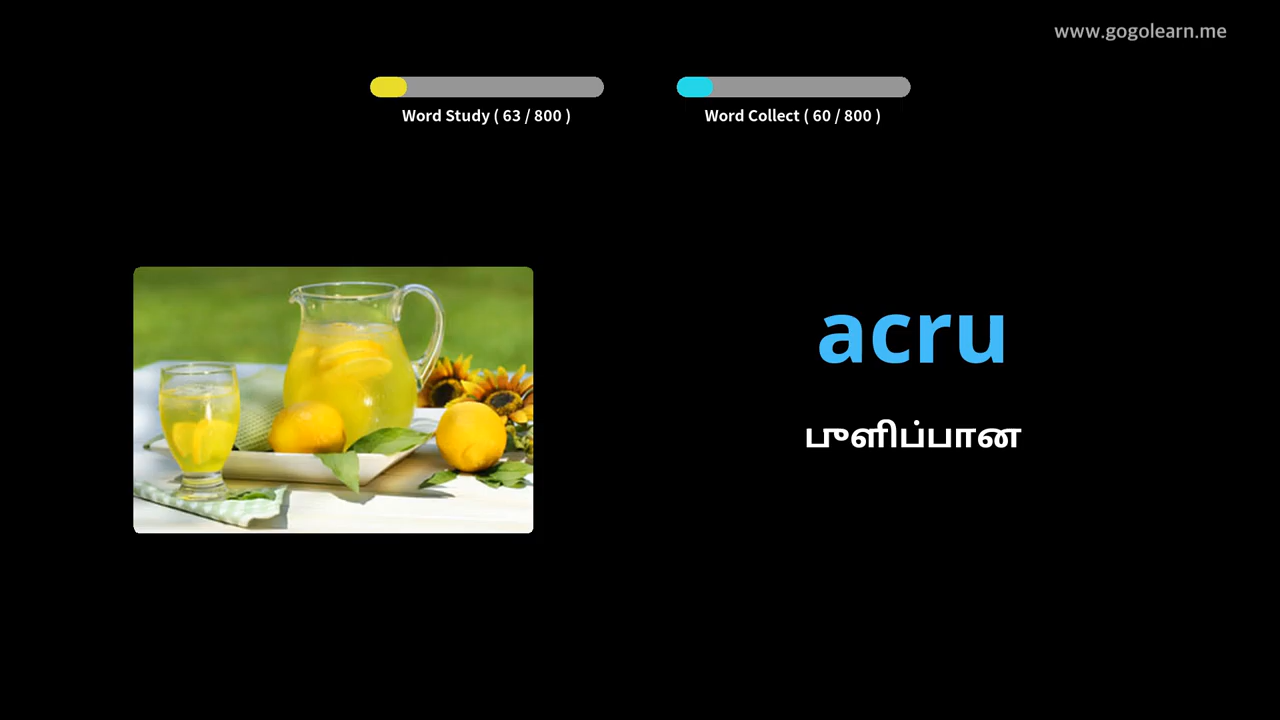 www.gogolearn.me
Word Study ( 63 / 800 )
Word Collect ( 60 / 800 )
acru
புளிப்பான